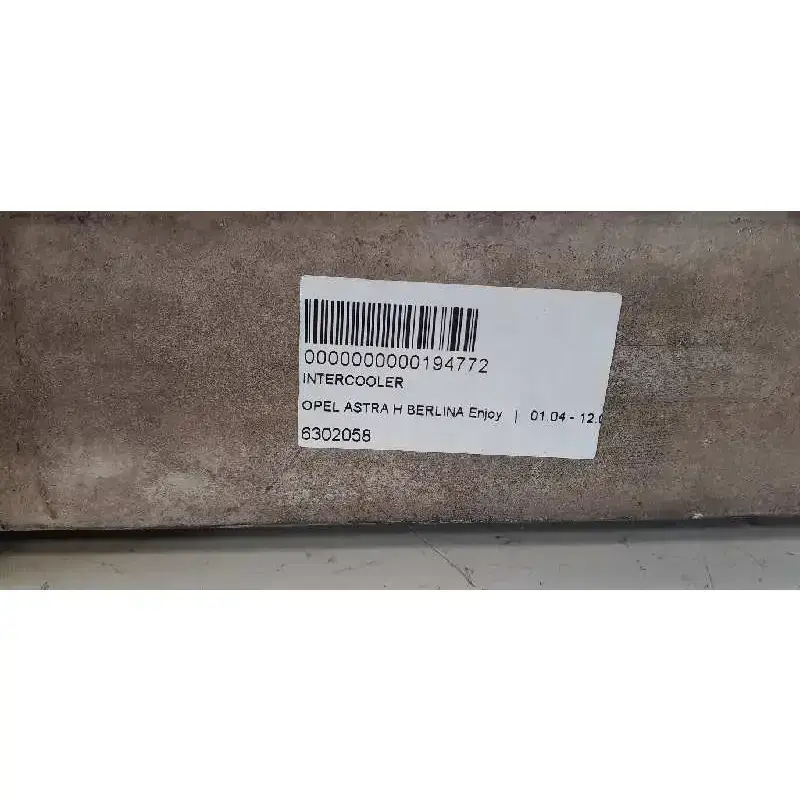 0000000000194772
INTERCOOLER
OPEL ASTRA H BERLINA Enjoy | 01.04 - 12.0
6302058